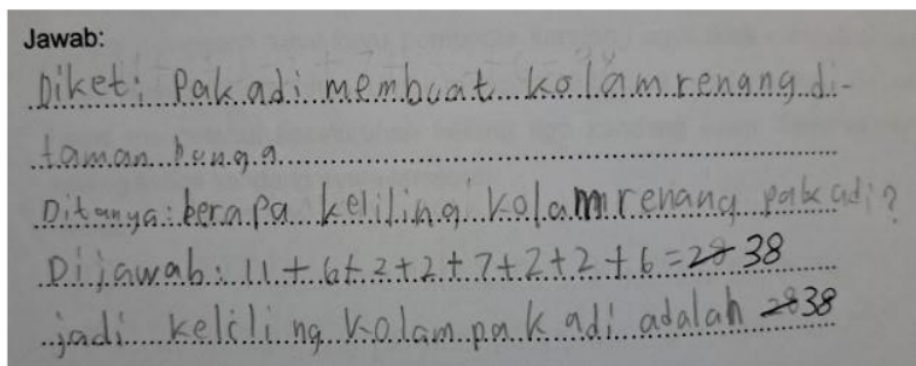 Jawab:
Diket: Pak adi membuat kolam renang di-
taman bunga
Ditanya: berapa keliling kolam renang pak adi?
Dijawab: 11 + 6 + 2 + 2 + 7 + 2 + 2 + 6 = 28 38
jadi keliling kolam pak adi adalah 28 38